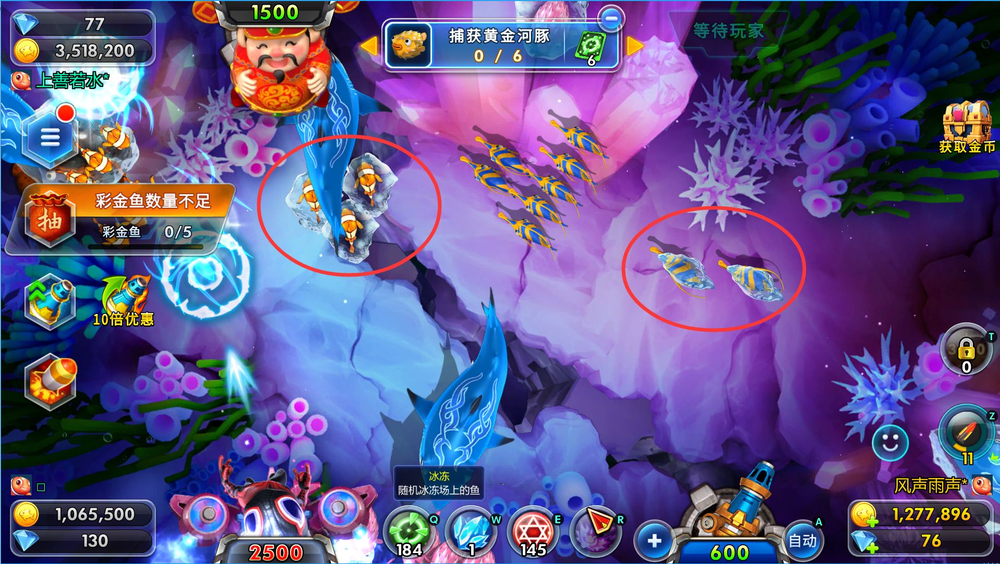 77
3,518,200
上善若水*
1500
捕获黄金河豚
0 / 6
6
等待玩家
获取金币
抽
彩金鱼数量不足
彩金鱼 0/5
10倍优惠
T
0
Z
11
冰冻
随机冰冻场上的鱼
1,065,500
130
2500
Q
184
W
1
E
145
R
600
A
自动
风声雨声*
1,277,896
76